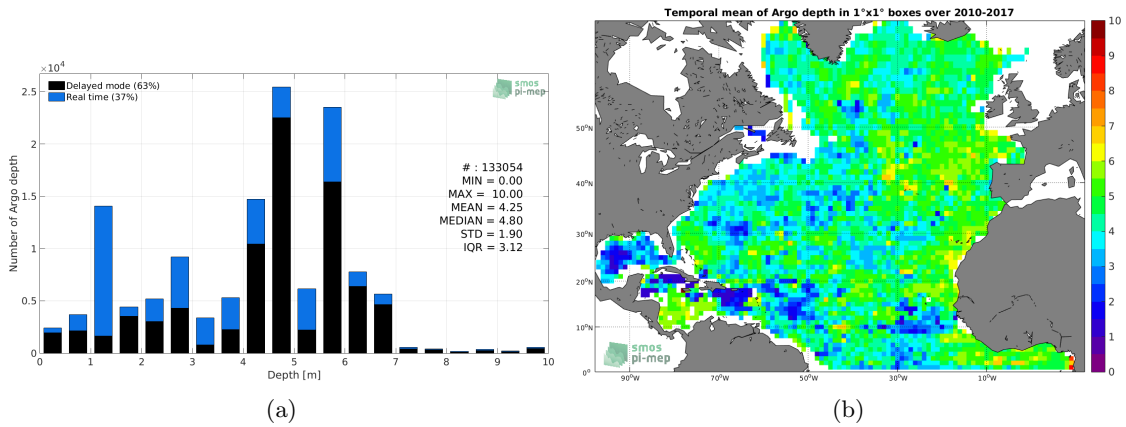 ×10⁴
Delayed mode (63%)
Real time (37%)
smos
pi-mep
# : 133054
MIN = 0.00
MAX = 10.00
MEAN = 4.25
MEDIAN = 4.80
STD = 1.90
IQR = 3.12
Number of Argo depth
2.5
2
1.5
1
0.5
0
0 1 2 3 4 5 6 7 8 9 10
Depth [m]
(a)
Temporal mean of Argo depth in 1°x1° boxes over 2010-2017
50°N
40°N
30°N
20°N
10°N
0°
90°W 70°W 50°W 30°W 10°W
smos
pi-mep
10
9
8
7
6
5
4
3
2
1
0
(b)